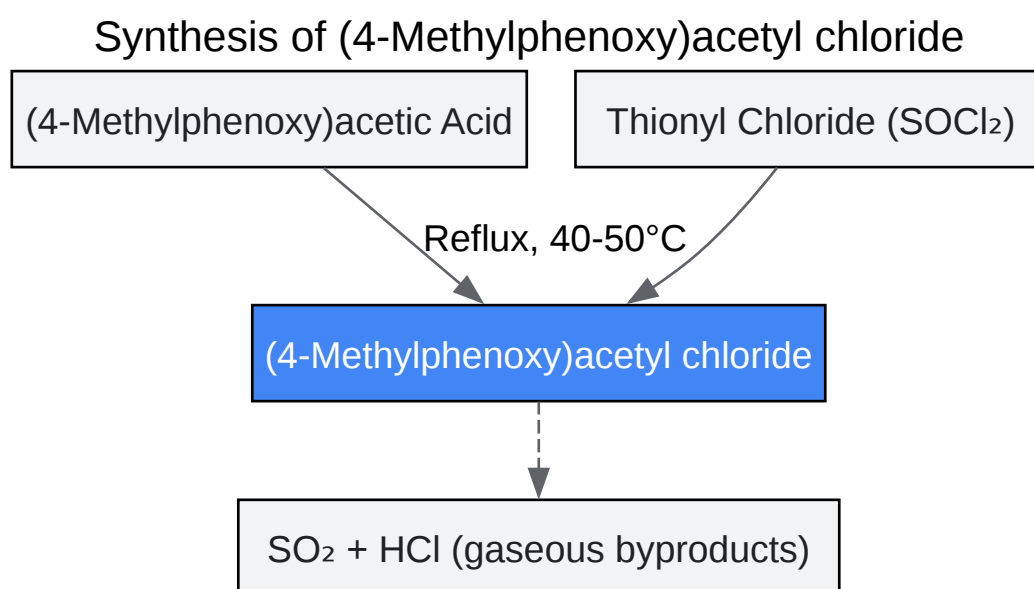 Synthesis of (4-Methylphenoxy)acetyl chloride
(4-Methylphenoxy)acetic Acid
Thionyl Chloride (SOCl₂)
Reflux, 40-50°C
(4-Methylphenoxy)acetyl chloride
SO₂ + HCl (gaseous byproducts)